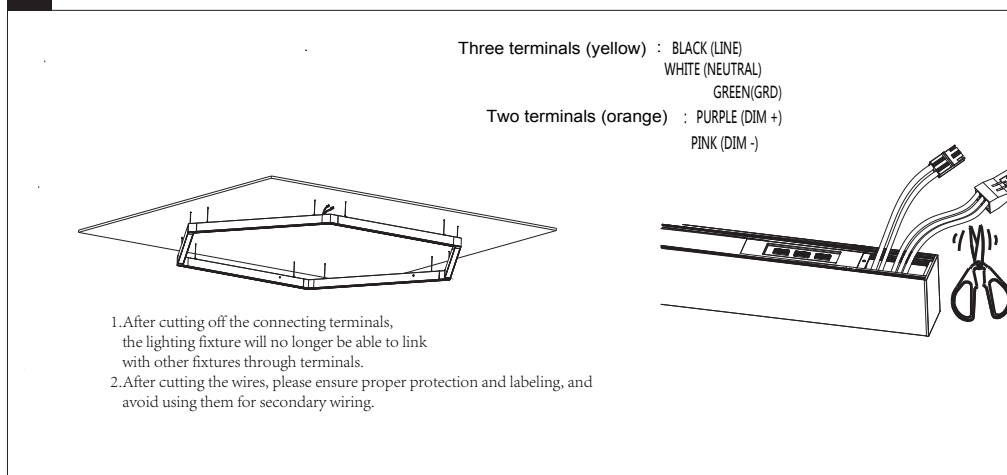 Three terminals (yellow) : BLACK (LINE)
WHITE (NEUTRAL)
GREEN(GRD)
Two terminals (orange) : PURPLE (DIM +)
PINK (DIM -)
1.After cutting off the connecting terminals,
the lighting fixture will no longer be able to link
with other fixtures through terminals.
2.After cutting the wires, please ensure proper protection and labeling, and
avoid using them for secondary wiring.